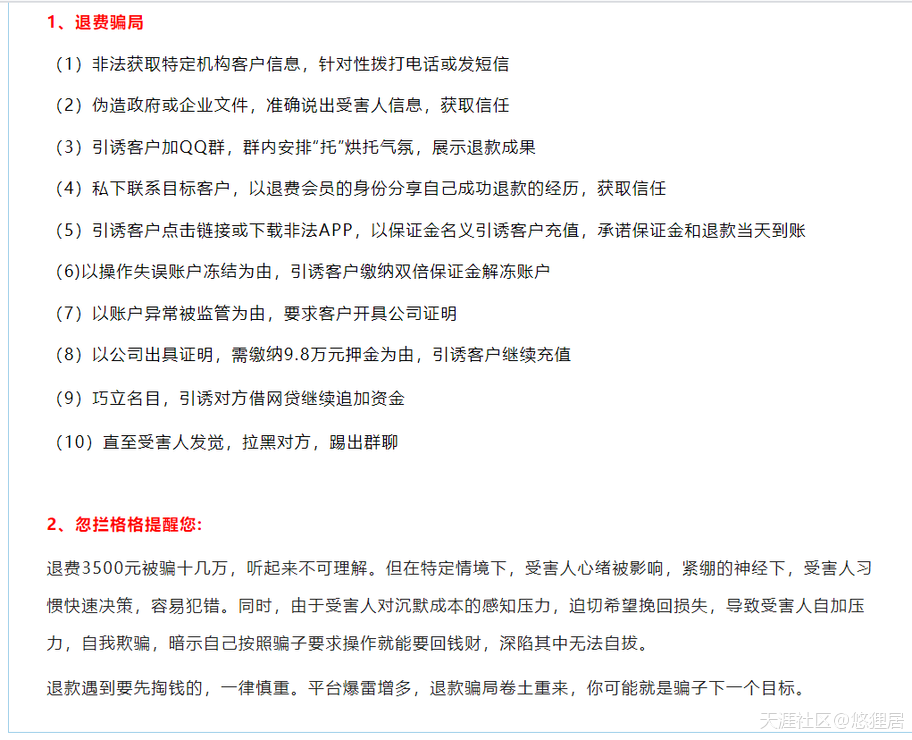 1、退费骗局
（1）非法获取特定机构客户信息，针对性拨打电话或发短信
（2）伪造政府或企业文件，准确说出受害人信息，获取信任
（3）引诱客户加QQ群，群内安排“托”烘托气氛，展示退款成果
（4）私下联系目标客户，以退费会员的身份分享自己成功退款的经历，获取信任
（5）引诱客户点击链接或下载非法APP，以保证金名义引诱客户充值，承诺保证金和退款当天到账
（6)以操作失误账户冻结为由，引诱客户缴纳双倍保证金解冻账户
（7）以账户异常被监管为由，要求客户开具公司证明
（8）以公司出具证明，需缴纳9.8万元押金为由，引诱客户继续充值
（9）巧立名目，引诱对方借网贷继续追加资金
（10）直至受害人发觉，拉黑对方，踢出群聊
2、忽拦格格提醒您:
退费3500元被骗十几万，听起来不可理解。但在特定情境下，受害人心绪被影响，紧绷的神经下，受害人习
惯快速决策，容易犯错。同时，由于受害人对沉默成本的感知压力，迫切希望挽回损失，导致受害人自加压
力，自我欺骗，暗示自己按照骗子要求操作就能要回钱财，深陷其中无法自拔。
退款遇到要先掏钱的，一律慎重。平台爆雷增多，退款骗局卷土重来，你可能就是骗子下一个目标。
天涯社区@悠狸居